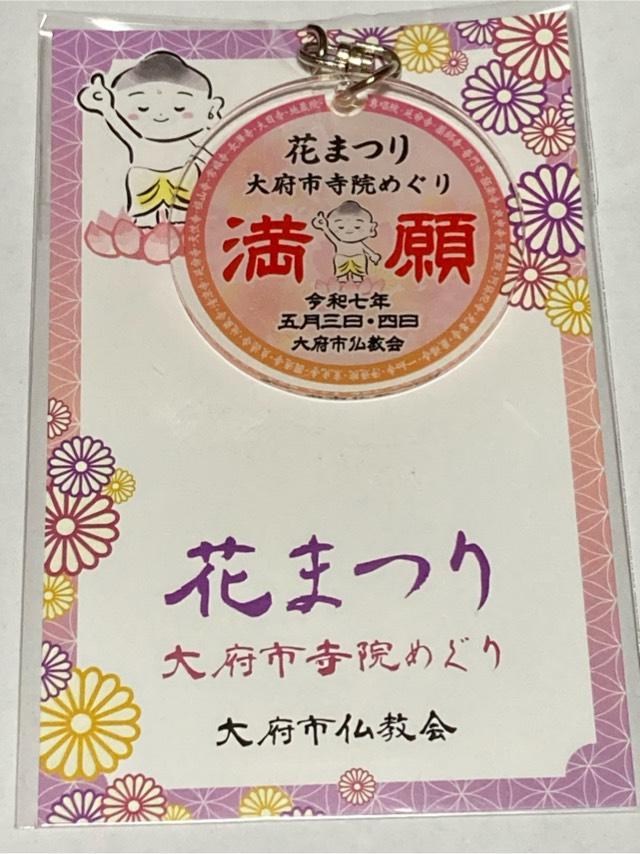 花まつり
大府市寺院めぐり
満願
令和七年
五月三日・四日
大府市仏教会
花まつり
大府市寺院めぐり
大府市仏教会